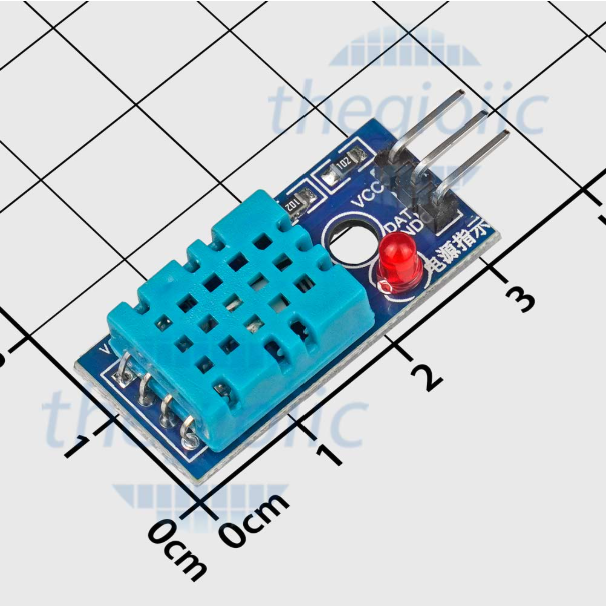 thegioiic
102
VCC
DAT
GND
201
电源指示
V
3
2
1
0cm
1
0cm
thegioiic